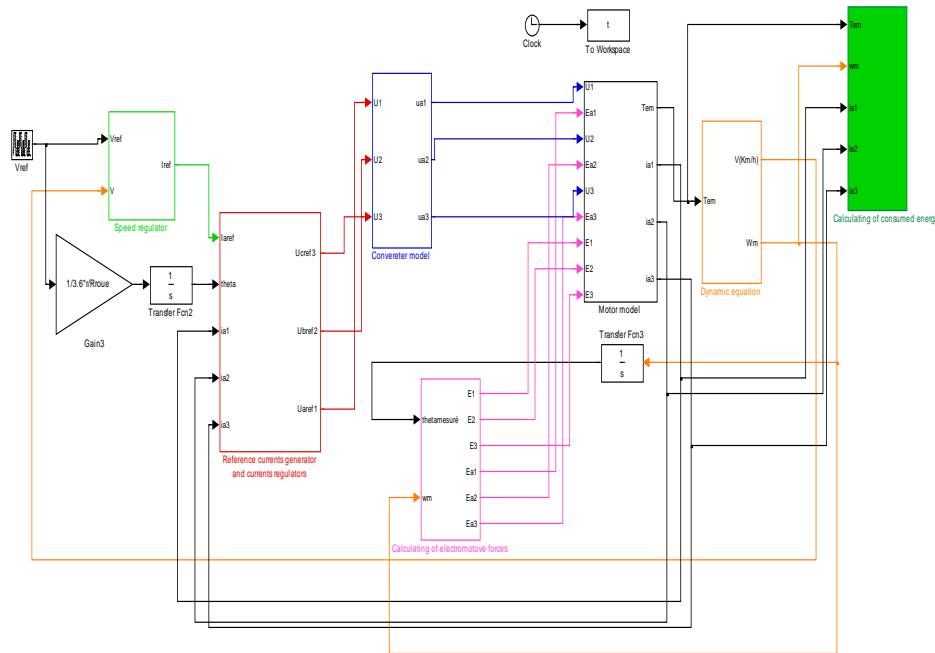 Clock
t
To Workspace
Vref
Vref
V
Iref
Speed regulator
1/3.6*r/Rroue
Gain3
1
s
Transfer Fcn2
Iaref
theta
ia1
ia2
ia3
Ucref3
Ubref2
Uaref1
Reference currents generator
and currents regulators
U1
U2
U3
ua1
ua2
ua3
Convereter model
U1
Ea1
U2
Ea2
U3
Ea3
E1
E2
E3
Tem
ia1
ia2
ia3
Motor model
Transfer Fcn3
1
s
thetamesuré
wm
E1
E2
E3
Ea1
Ea2
Ea3
Calculating of electromotove forces
Tem
V(Km/h)
Wm
Dynamic equation
Tem
wm
ia1
ia2
ia3
Calculating of consumed energ